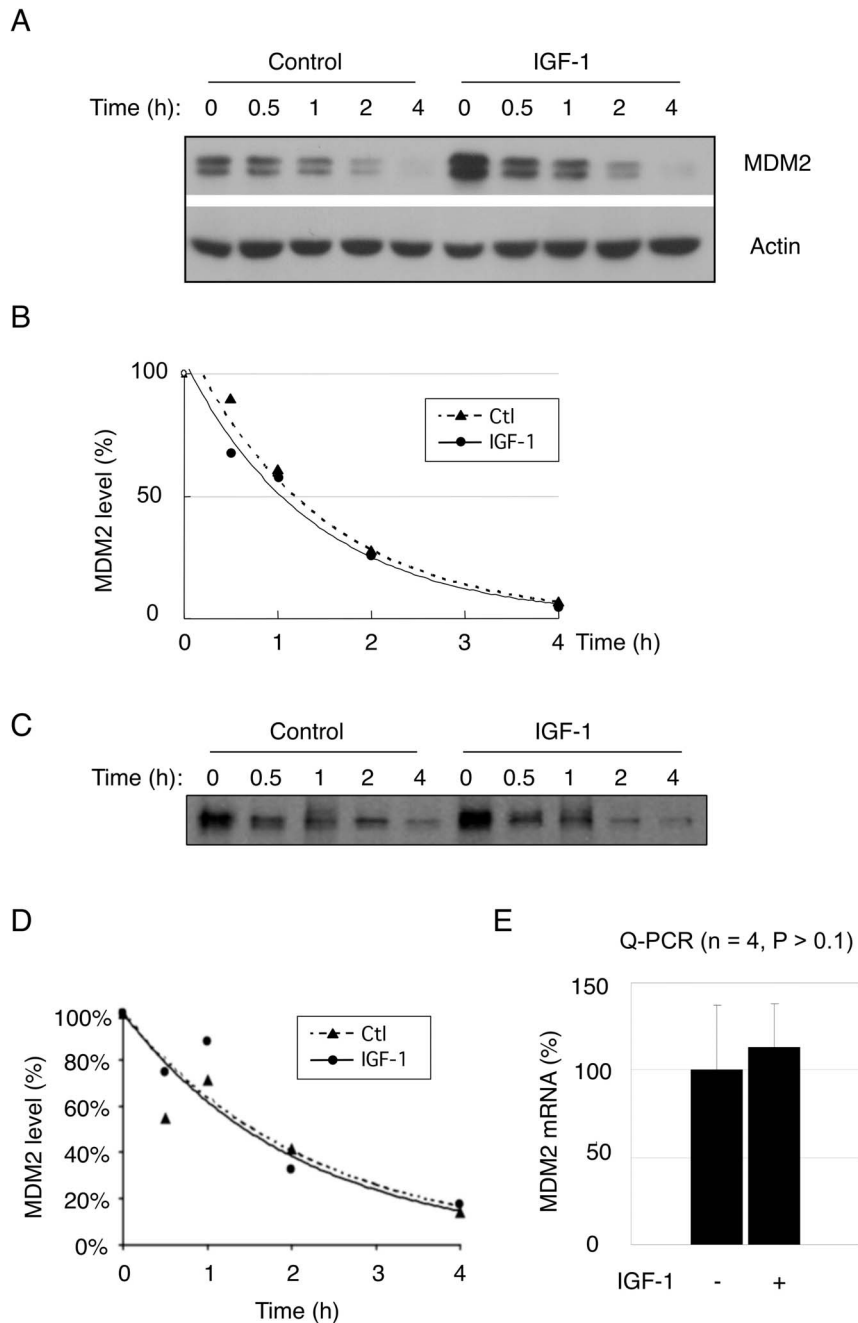 A
Control IGF-1
Time (h): 0 0.5 1 2 4 0 0.5 1 2 4
MDM2
Actin
B
100
50
0
MDM2 level (%)
Ctl
IGF-1
0 1 2 3 4 Time (h)
C
Control IGF-1
Time (h): 0 0.5 1 2 4 0 0.5 1 2 4
D
100%
80%
60%
40%
20%
0%
MDM2 level (%)
Ctl
IGF-1
0 1 2 3 4
Time (h)
E
Q-PCR (n = 4, P > 0.1)
150
100
50
0
MDM2 mRNA (%)
IGF-1 - +